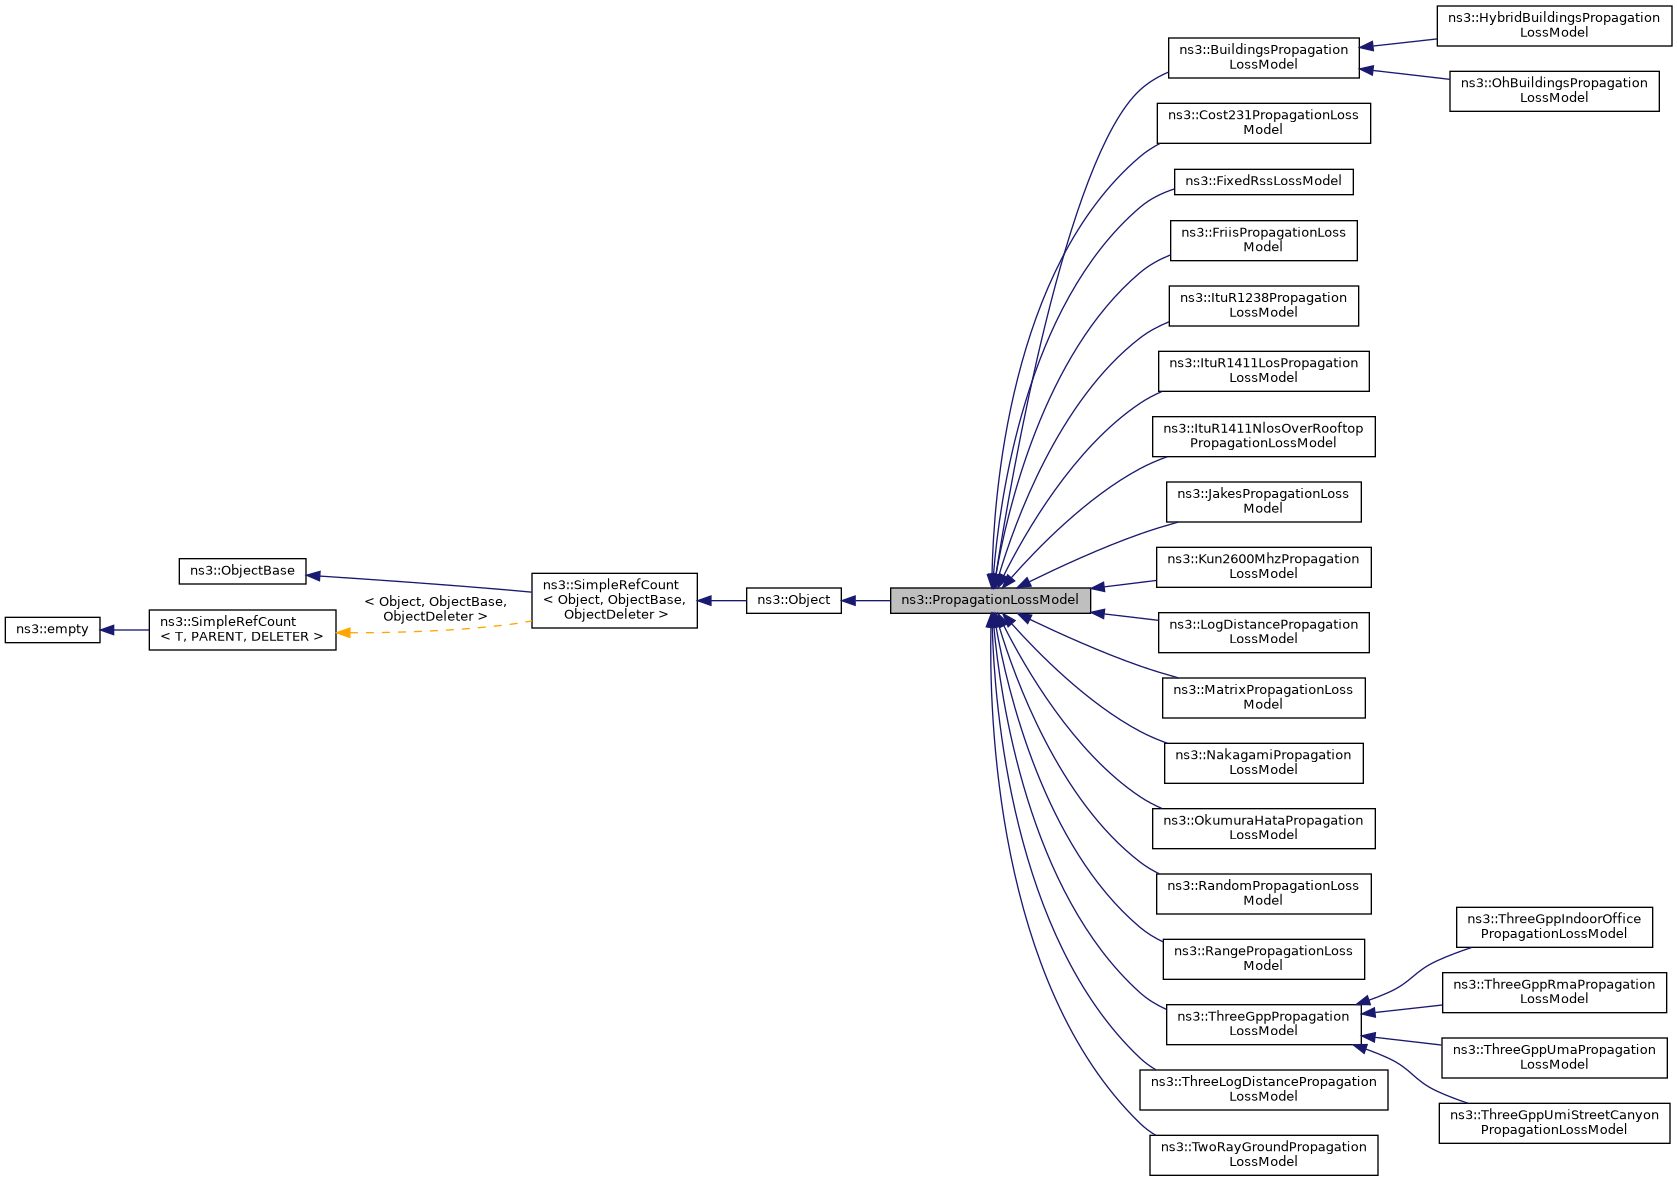 ns3::empty
ns3::ObjectBase
ns3::SimpleRefCount
< T, PARENT, DELETER >
< Object, ObjectBase,
ObjectDeleter >
ns3::SimpleRefCount
< Object, ObjectBase,
ObjectDeleter >
ns3::Object
ns3::PropagationLossModel
ns3::BuildingsPropagation
LossModel
ns3::Cost231PropagationLoss
Model
ns3::FixedRssLossModel
ns3::FriisPropagationLoss
Model
ns3::ItuR1238Propagation
LossModel
ns3::ItuR1411LosPropagation
LossModel
ns3::ItuR1411NlosOverRooftop
PropagationLossModel
ns3::JakesPropagationLoss
Model
ns3::Kun2600MhzPropagation
LossModel
ns3::LogDistancePropagation
LossModel
ns3::MatrixPropagationLoss
Model
ns3::NakagamiPropagation
LossModel
ns3::OkumuraHataPropagation
LossModel
ns3::RandomPropagationLoss
Model
ns3::RangePropagationLoss
Model
ns3::ThreeGppPropagation
LossModel
ns3::ThreeLogDistancePropagation
LossModel
ns3::TwoRayGroundPropagation
LossModel
ns3::HybridBuildingsPropagation
LossModel
ns3::OhBuildingsPropagation
LossModel
ns3::ThreeGppIndoorOffice
PropagationLossModel
ns3::ThreeGppRmaPropagation
LossModel
ns3::ThreeGppUmaPropagation
LossModel
ns3::ThreeGppUmiStreetCanyon
PropagationLossModel